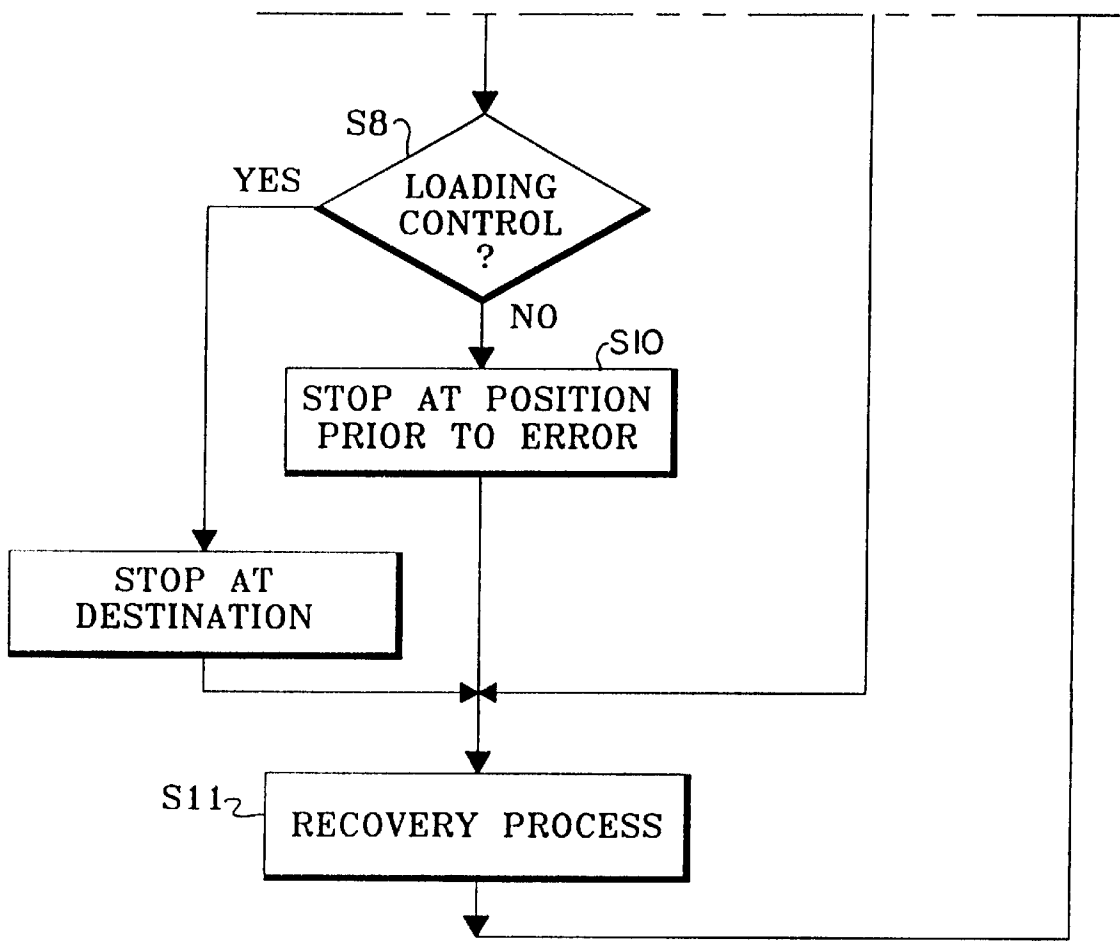 S8
YES
LOADING
CONTROL
?
NO
S10
STOP AT POSITION
PRIOR TO ERROR
STOP AT
DESTINATION
S11
RECOVERY PROCESS